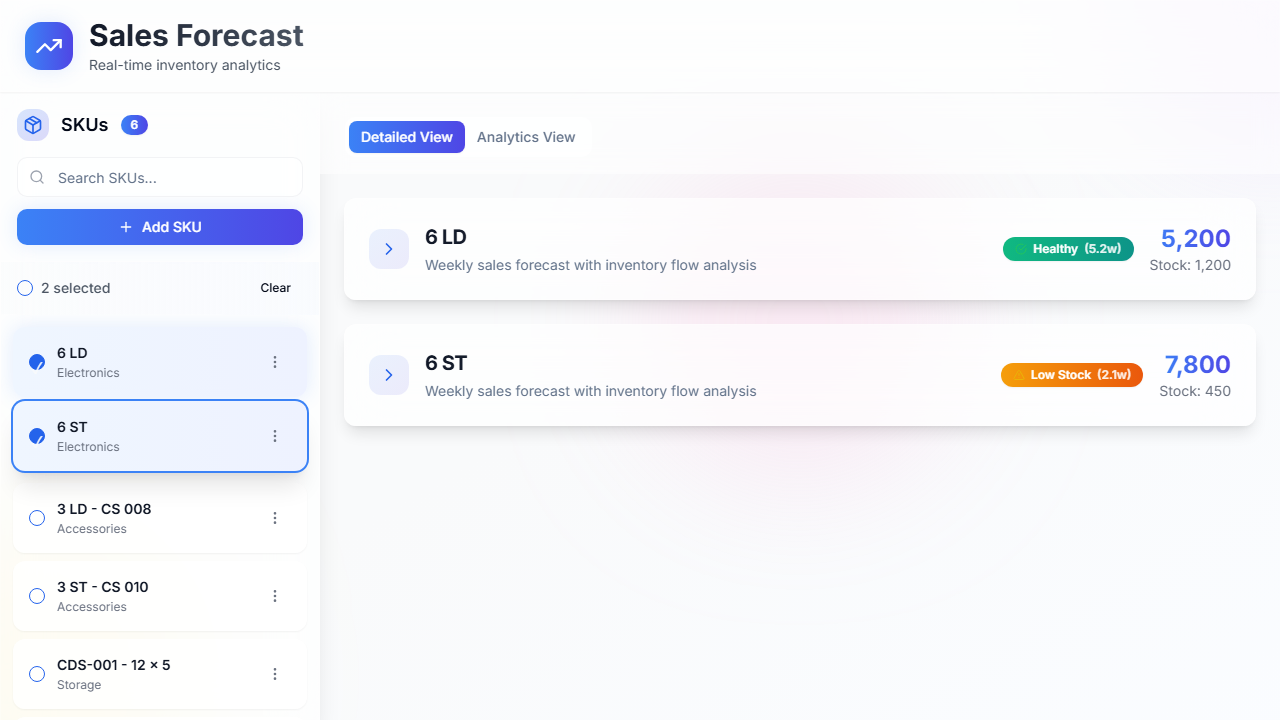 Sales Forecast
Real-time inventory analytics
SKUs 6
Search SKUs...
+ Add SKU
2 selected Clear
6 LD
Electronics
6 ST
Electronics
3 LD - CS 008
Accessories
3 ST - CS 010
Accessories
CDS-001 - 12 × 5
Storage
Detailed View Analytics View
6 LD
Weekly sales forecast with inventory flow analysis
Healthy (5.2w)
5,200
Stock: 1,200
6 ST
Weekly sales forecast with inventory flow analysis
Low Stock (2.1w)
7,800
Stock: 450